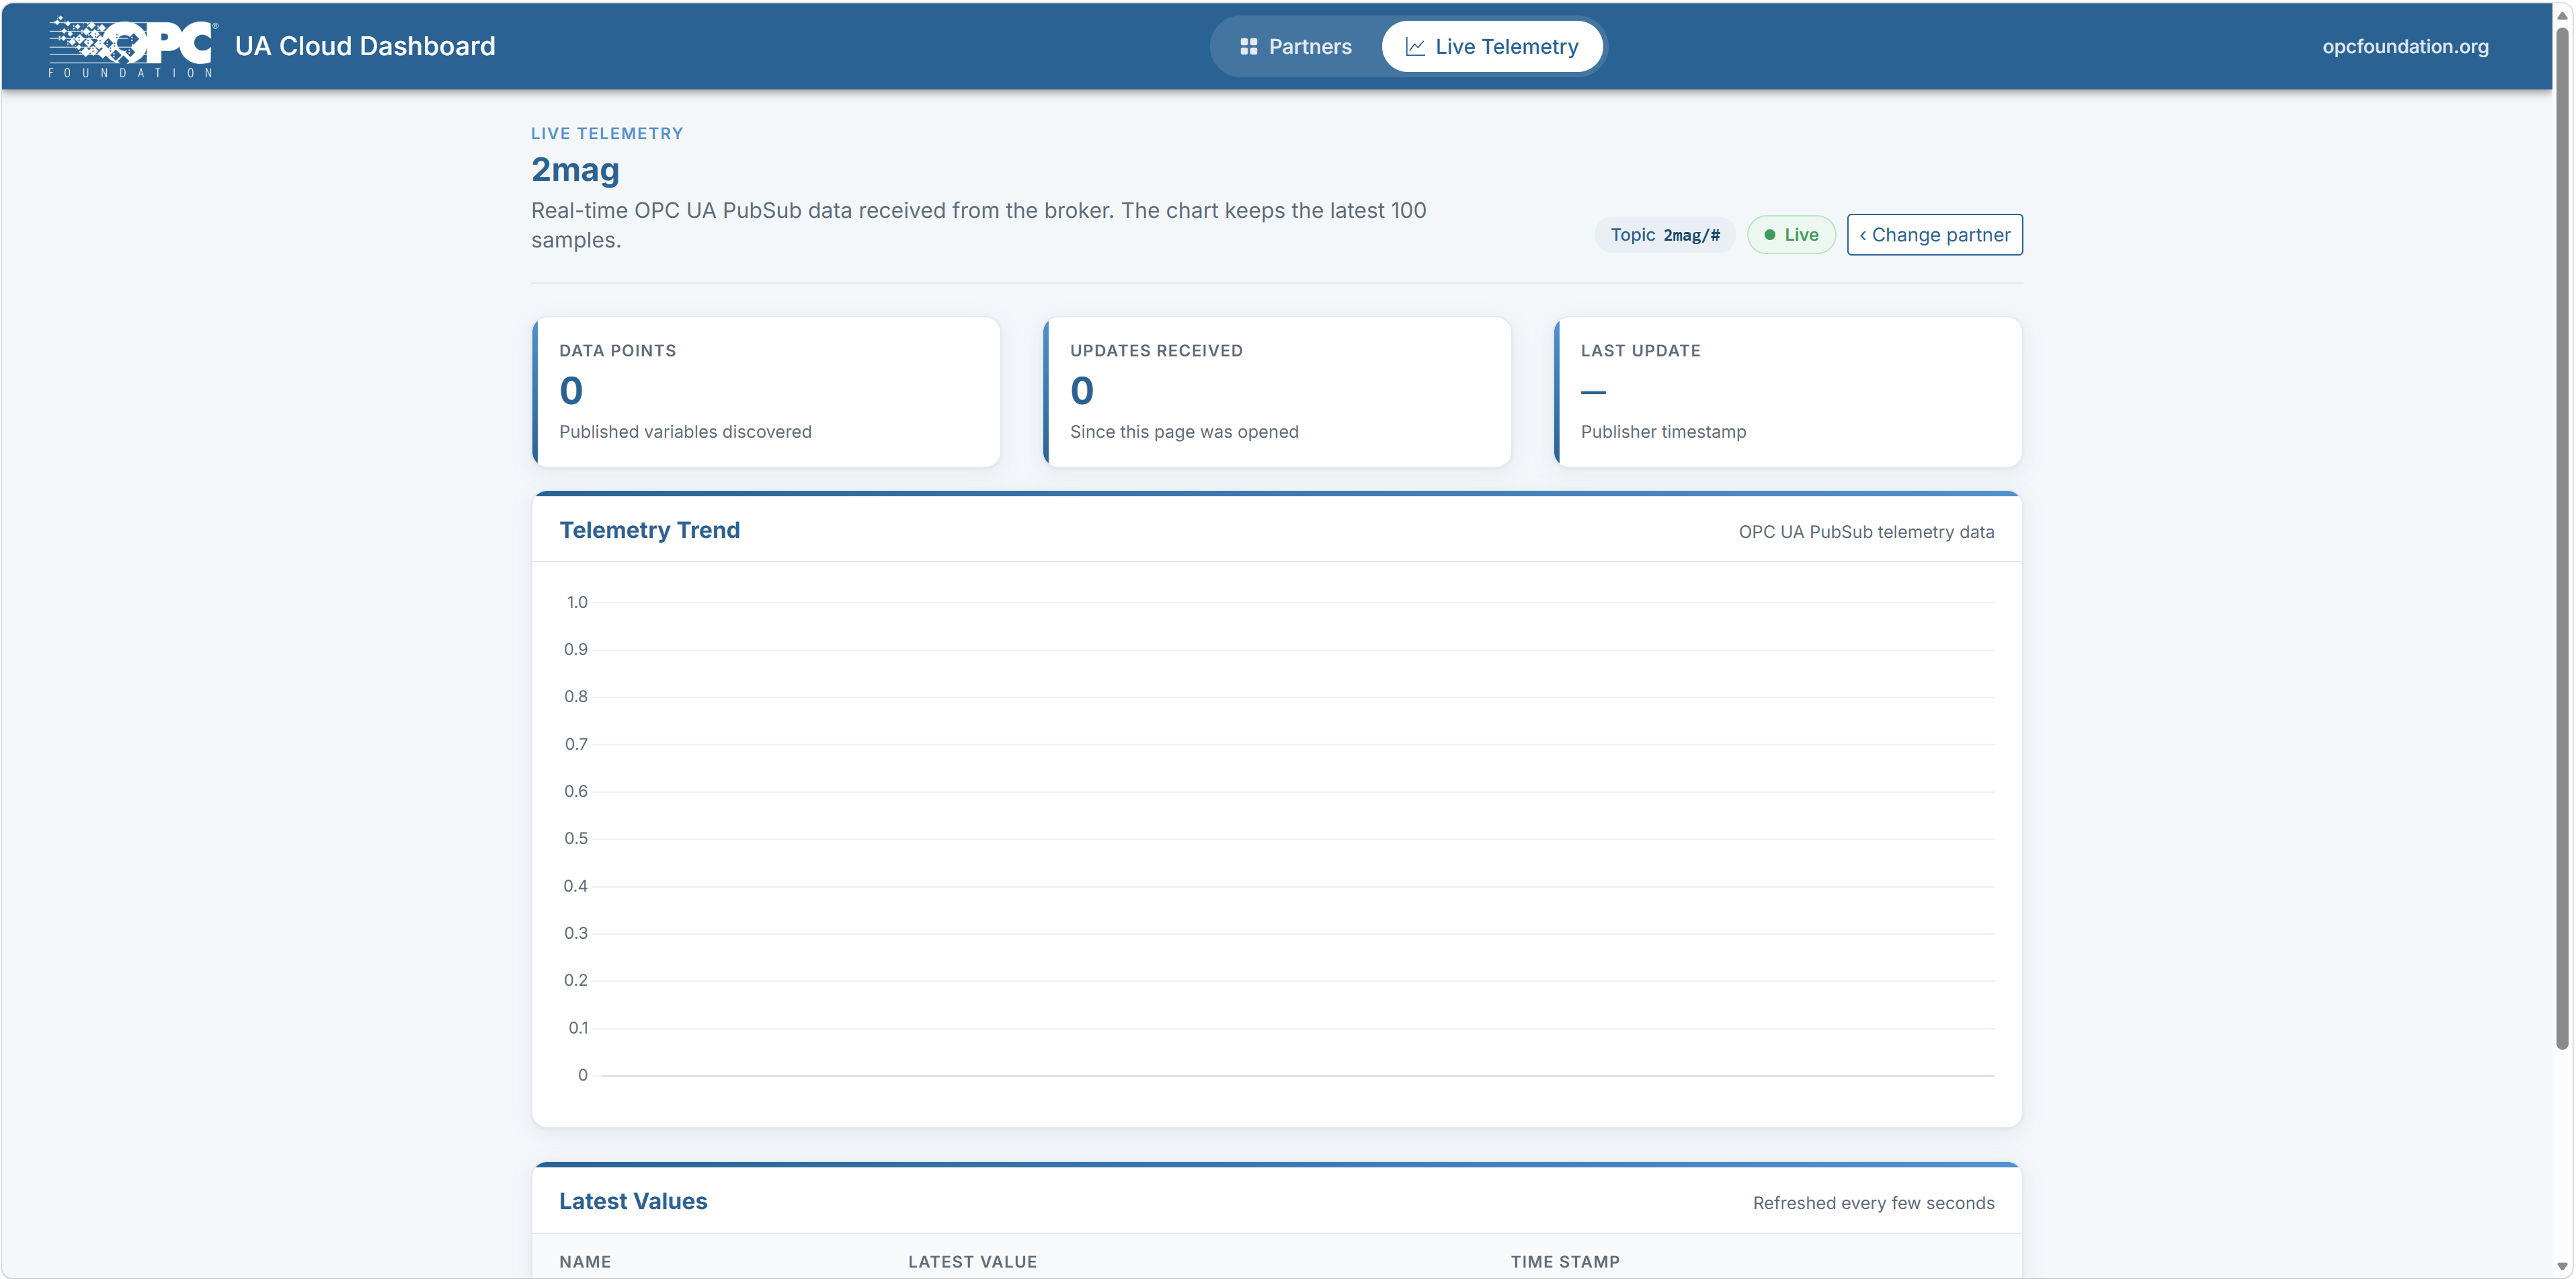 OPC®
FOUNDATION
UA Cloud Dashboard
Partners
Live Telemetry
opcfoundation.org
LIVE TELEMETRY
2mag
Real-time OPC UA PubSub data received from the broker. The chart keeps the latest 100
samples.
Topic 2mag/#
Live
‹ Change partner
DATA POINTS
0
Published variables discovered
UPDATES RECEIVED
0
Since this page was opened
LAST UPDATE
—
Publisher timestamp
Telemetry Trend
OPC UA PubSub telemetry data
1.0
0.9
0.8
0.7
0.6
0.5
0.4
0.3
0.2
0.1
0
Latest Values
Refreshed every few seconds
NAME LATEST VALUE TIME STAMP